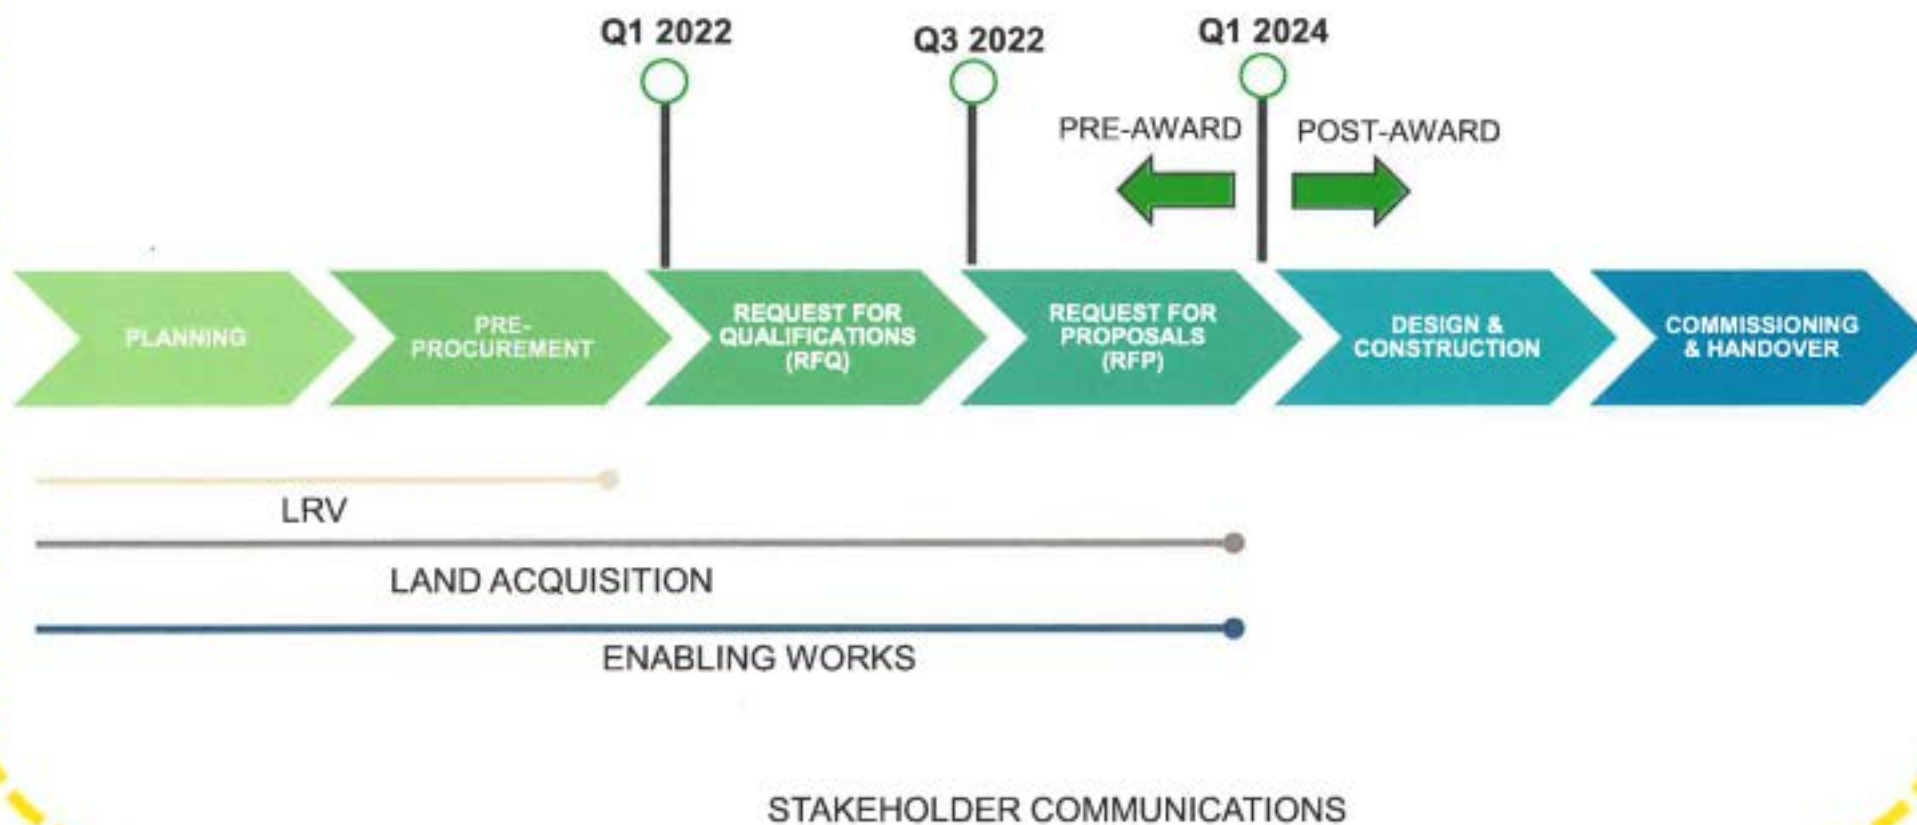 Q1 2022
Q3 2022
Q1 2024
PRE-AWARD
POST-AWARD
PLANNING
PRE-
PROCUREMENT
REQUEST FOR
QUALIFICATIONS
(RFQ)
REQUEST FOR
PROPOSALS
(RFP)
DESIGN &
CONSTRUCTION
COMMISSIONING
& HANDOVER
LRV
LAND ACQUISITION
ENABLING WORKS
STAKEHOLDER COMMUNICATIONS